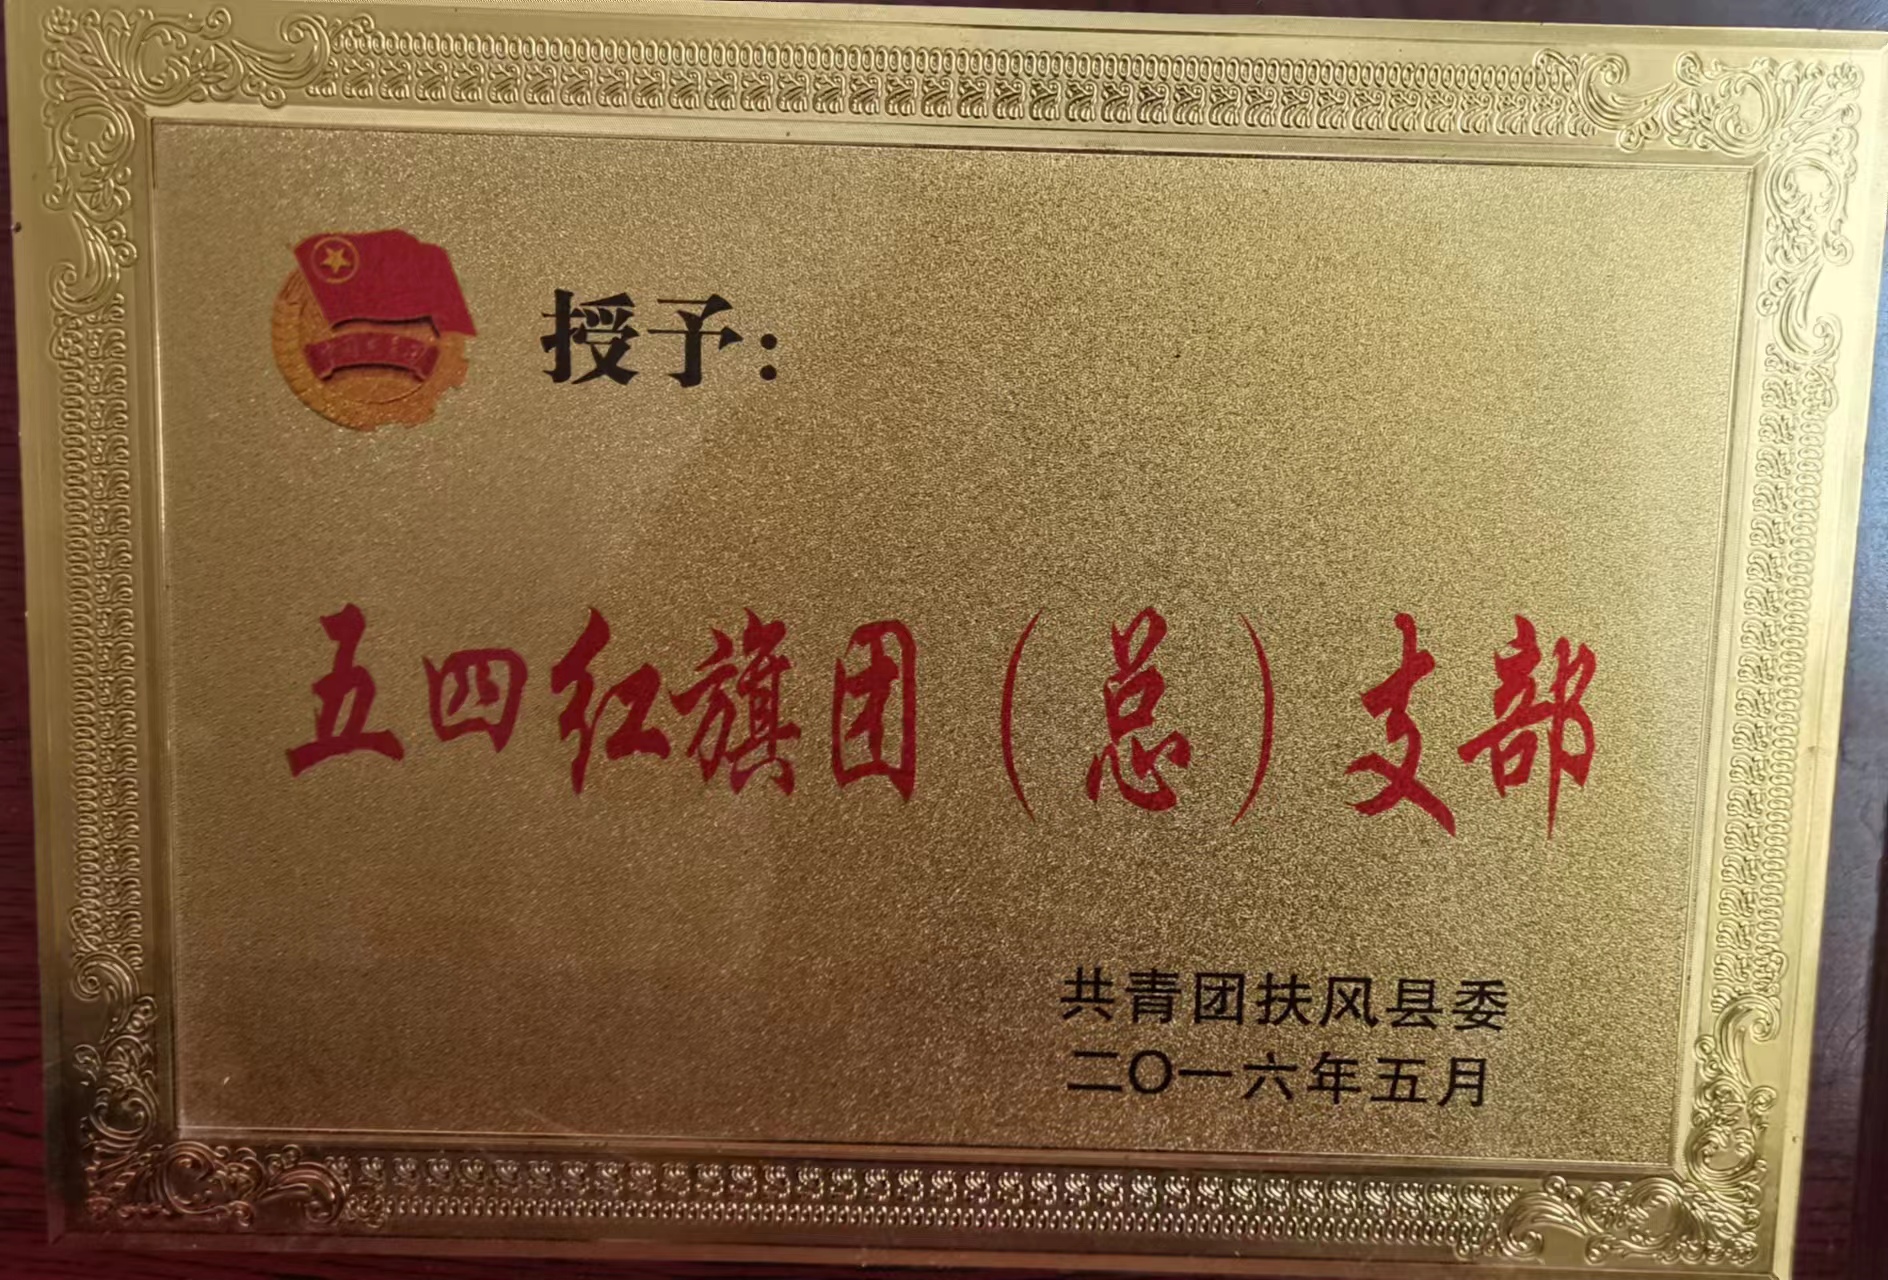 授予：
五四红旗团（总）支部
共青团扶风县委
二〇一六年五月